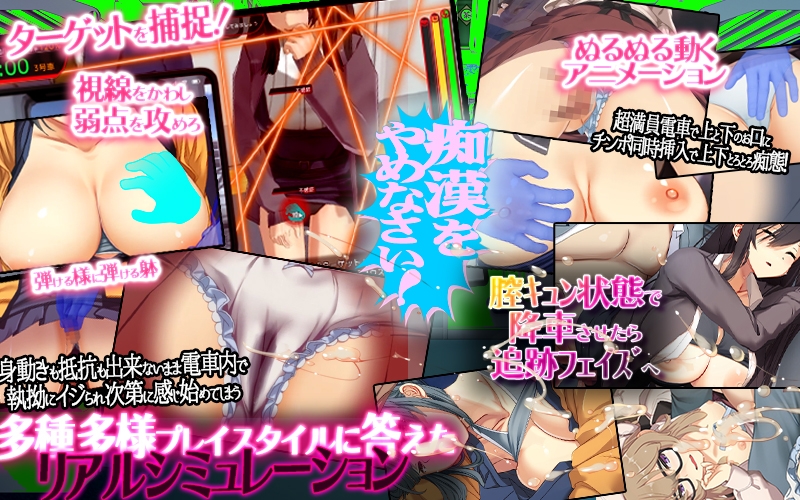 ターゲットを捕捉!
:00 3号車
視線をかわし
弱点を攻めろ
弾ける様に弾ける躰
痴漢を
やめなさい!
ぬるぬる動く
アニメーション
超満員電車で上と下のお口に
チンポ同時挿入で上下とろとろ痴態!
膣キュン状態で
降車させたら
追跡フェイズへ
身動きも抵抗も出来ないまま電車内で
執拗にイジられ次第に感じ始めてしまう
多種多様プレイスタイルに答えた
リアルシミュレーション